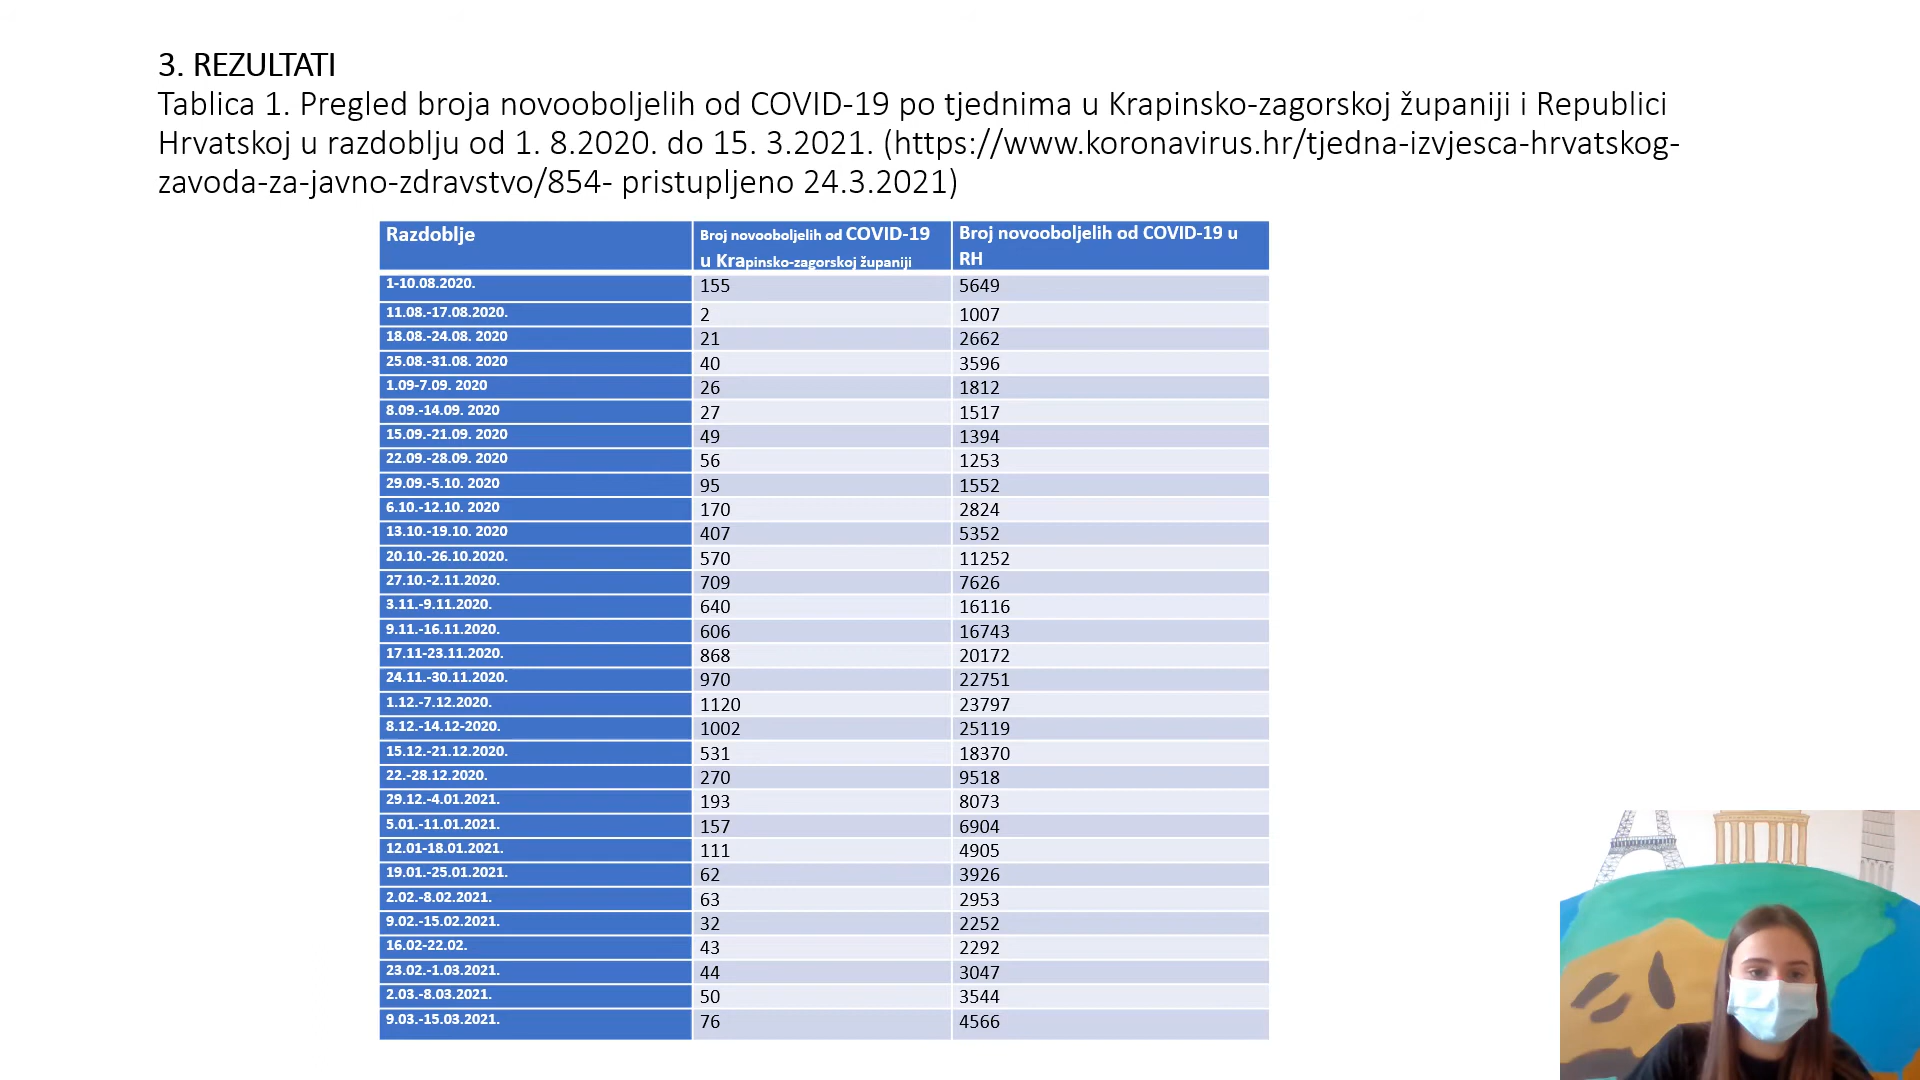 3. REZULTATI
Tablica 1. Pregled broja novooboljelih od COVID-19 po tjednima u Krapinsko-zagorskoj županiji i Republici
Hrvatskoj u razdoblju od 1. 8.2020. do 15. 3.2021. (https://www.koronavirus.hr/tjedna-izvjesca-hrvatskog-
zavoda-za-javno-zdravstvo/854- pristupljeno 24.3.2021)
Razdoblje Broj novooboljelih od COVID-19 u Krapinsko-zagorskoj županiji Broj novooboljelih od COVID-19 u RH
1-10.08.2020. 155 5649
11.08.-17.08.2020. 2 1007
18.08.-24.08. 2020 21 2662
25.08.-31.08. 2020 40 3596
1.09-7.09. 2020 26 1812
8.09.-14.09. 2020 27 1517
15.09.-21.09. 2020 49 1394
22.09.-28.09. 2020 56 1253
29.09.-5.10. 2020 95 1552
6.10.-12.10. 2020 170 2824
13.10.-19.10. 2020 407 5352
20.10.-26.10.2020. 570 11252
27.10.-2.11.2020. 709 7626
3.11.-9.11.2020. 640 16116
9.11.-16.11.2020. 606 16743
17.11-23.11.2020. 868 20172
24.11.-30.11.2020. 970 22751
1.12.-7.12.2020. 1120 23797
8.12.-14.12-2020. 1002 25119
15.12.-21.12.2020. 531 18370
22.-28.12.2020. 270 9518
29.12.-4.01.2021. 193 8073
5.01.-11.01.2021. 157 6904
12.01-18.01.2021. 111 4905
19.01.-25.01.2021. 62 3926
2.02.-8.02.2021. 63 2953
9.02.-15.02.2021. 32 2252
16.02-22.02. 43 2292
23.02.-1.03.2021. 44 3047
2.03.-8.03.2021. 50 3544
9.03.-15.03.2021. 76 4566